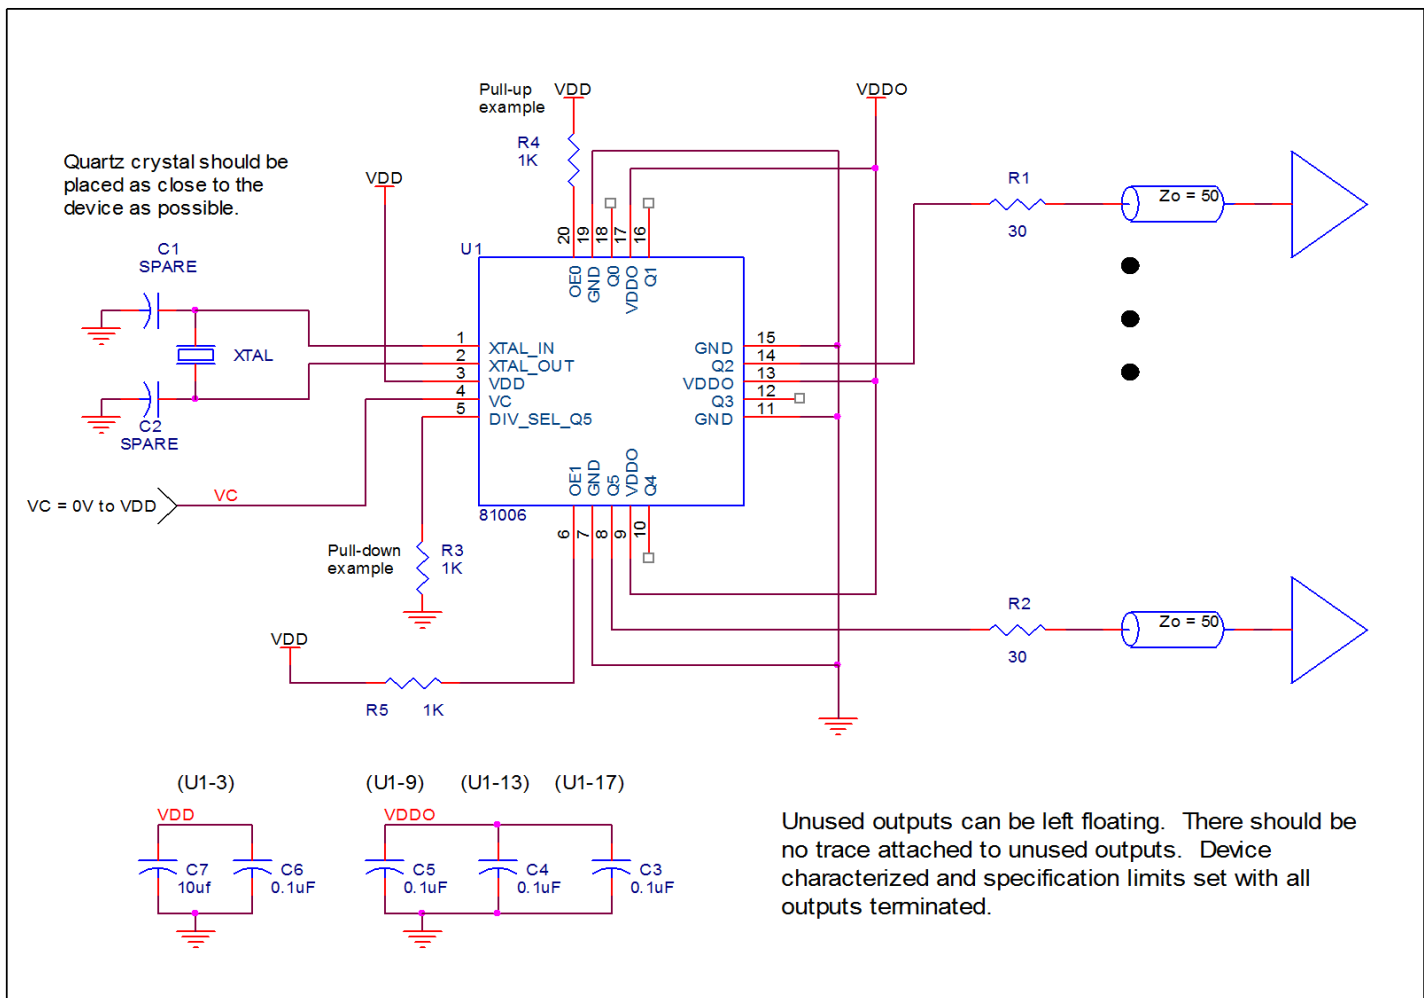 Pull-up
example
VDD
VDDO
R4
1K
Quartz crystal should be
placed as close to the
device as possible.
VDD
R1
30
Zo = 50
C1
SPARE
U1
20
19
18
17
16
OE0
GND
Q0
VDDO
Q1
XTAL
1
2
3
4
5
XTAL_IN
XTAL_OUT
VDD
VC
DIV_SEL_Q5
GND
Q2
VDDO
Q3
GND
15
14
13
12
11
C2
SPARE
OE1
GND
Q5
VDDO
Q4
VC = 0V to VDD
VC
81006
6
7
8
9
10
Pull-down
example
R3
1K
R2
30
Zo = 50
VDD
R5
1K
(U1-3)
(U1-9)
(U1-13)
(U1-17)
VDD
VDDO
C7
10uf
C6
0.1uF
C5
0.1uF
C4
0.1uF
C3
0.1uF
Unused outputs can be left floating. There should be
no trace attached to unused outputs. Device
characterized and specification limits set with all
outputs terminated.